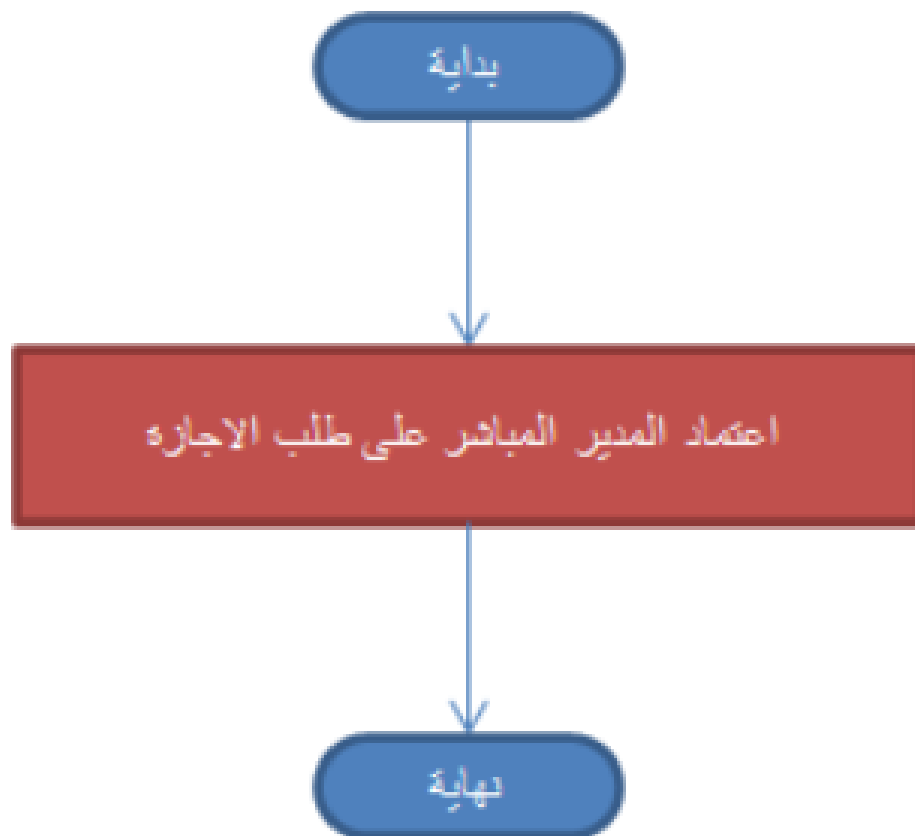 بداية
اعتماد المدير المباشر على طلب الاجازه
نهاية